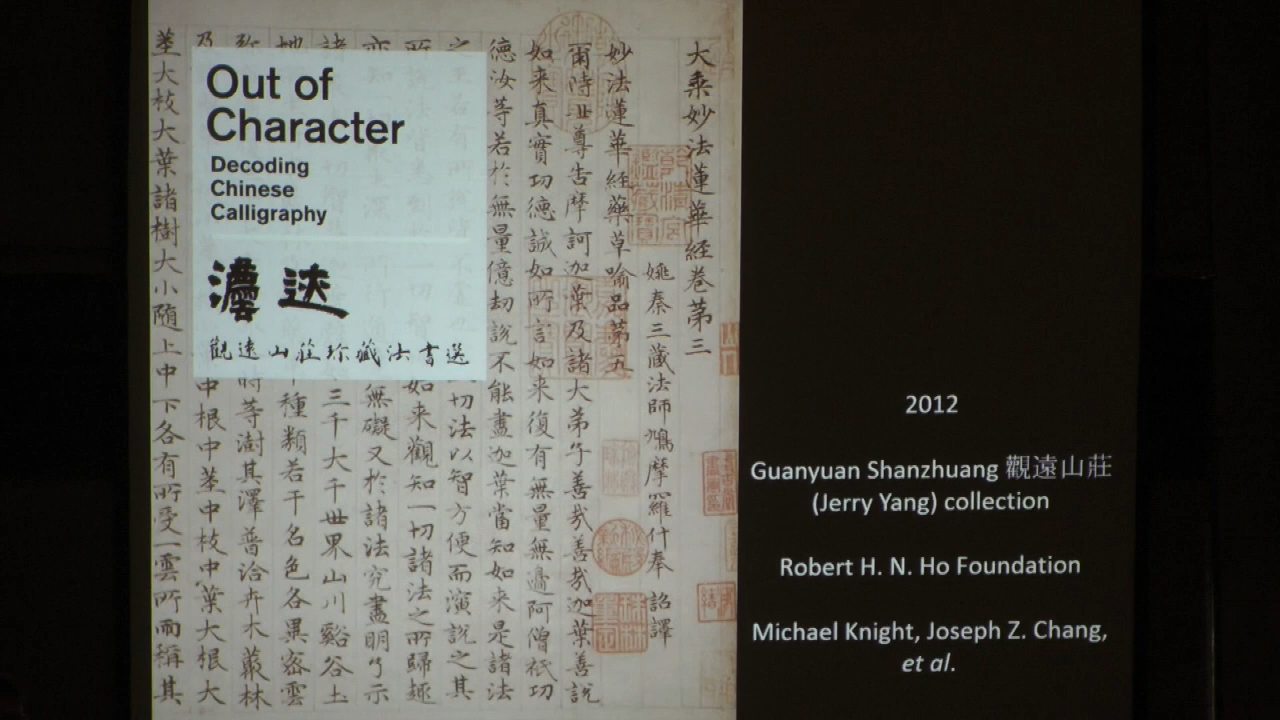 Out of
Character
Decoding
Chinese
Calligraphy
觀遠山莊珍藏法書選
大乘妙法蓮華經卷第三
姚秦三藏法師鳩摩羅什奉 詔譯
妙法蓮華經藥草喻品第五
爾時世尊告摩訶迦葉及諸大弟子善哉善哉迦葉善說
如来真實功德誠如所言如来復有無量無邊阿僧祇功
德汝等若於無量億劫說不能盡迦葉當知如来是諸法
切法以智方便而演說之其
如来觀知一切諸法之所歸趣
無礙又於諸法究盡明了示
三千大千世界山川谿谷土
種類若干名色各異密雲
時等澍其澤普洽卉木叢林
中根中莖中枝中葉大根大
莖大枝大葉諸樹大小隨上中下各有所受一雲所雨稱其
2012
Guanyuan Shanzhuang 觀遠山莊
(Jerry Yang) collection
Robert H. N. Ho Foundation
Michael Knight, Joseph Z. Chang,
et al.